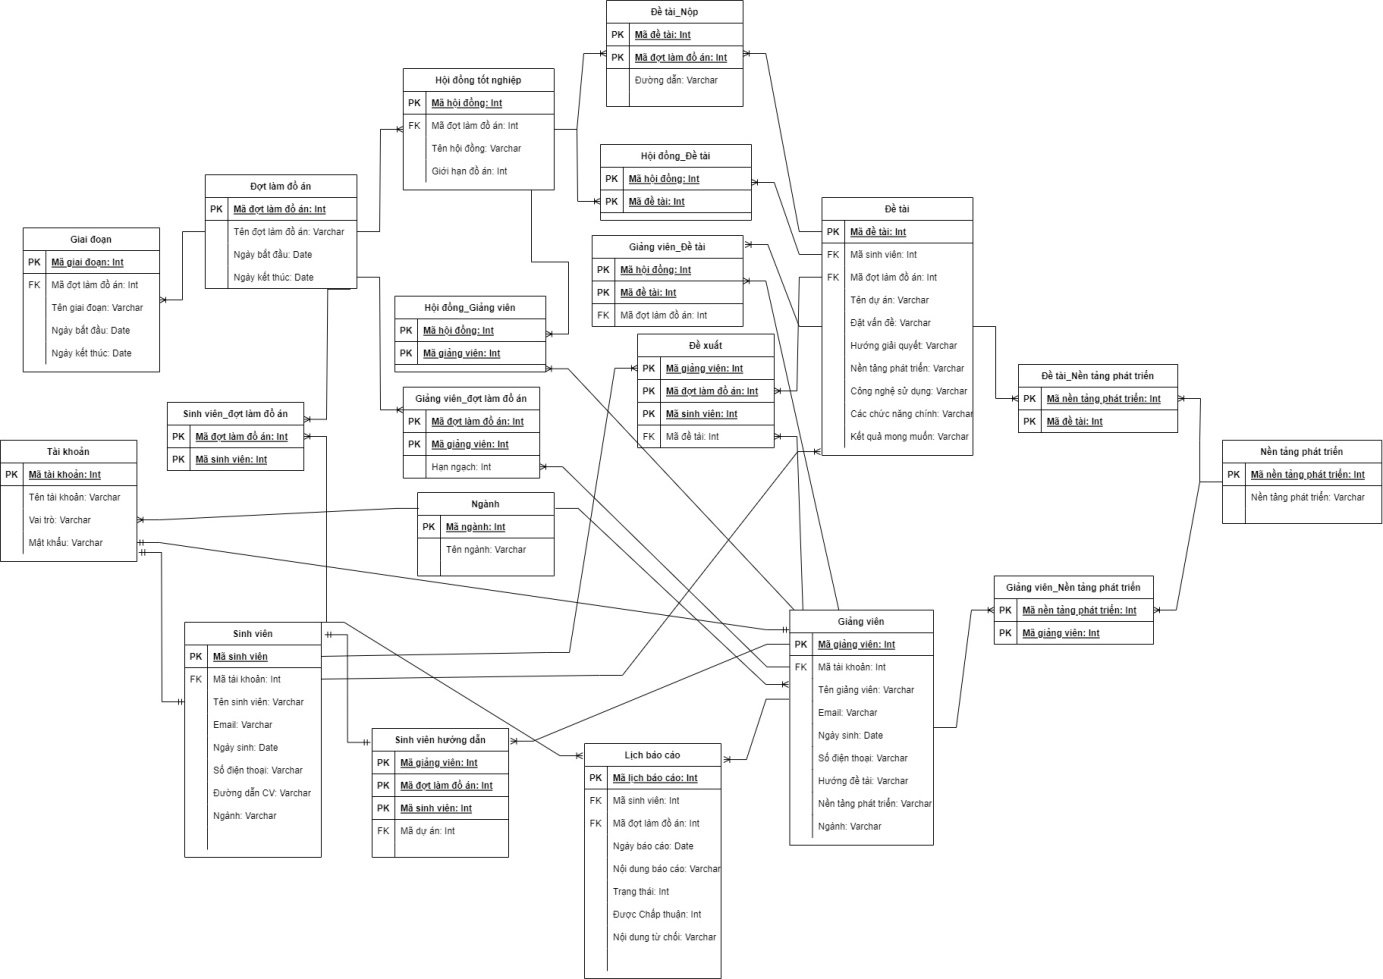 Đề tài_Nộp
PK Mã đề tài: Int
PK Mã đợt làm đồ án: Int
Đường dẫn: Varchar
Hội đồng tốt nghiệp
PK Mã hội đồng: Int
FK Mã đợt làm đồ án: Int
Tên hội đồng: Varchar
Giới hạn đồ án: Int
Hội đồng_Đề tài
PK Mã hội đồng: Int
PK Mã đề tài: Int
Đợt làm đồ án
PK Mã đợt làm đồ án: Int
Tên đợt làm đồ án: Varchar
Ngày bắt đầu: Date
Ngày kết thúc: Date
Đề tài
PK Mã đề tài: Int
FK Mã sinh viên: Int
FK Mã đợt làm đồ án: Int
Tên dự án: Varchar
Đặt vấn đề: Varchar
Hướng giải quyết: Varchar
Nền tảng phát triển: Varchar
Công nghệ sử dụng: Varchar
Các chức năng chính: Varchar
Kết quả mong muốn: Varchar
Giai đoạn
PK Mã giai đoạn: Int
FK Mã đợt làm đồ án: Int
Tên giai đoạn: Varchar
Ngày bắt đầu: Date
Ngày kết thúc: Date
Giảng viên_Đề tài
PK Mã hội đồng: Int
PK Mã đề tài: Int
FK Mã đợt làm đồ án: Int
Hội đồng_Giảng viên
PK Mã hội đồng: Int
PK Mã giảng viên: Int
Đề xuất
PK Mã giảng viên: Int
PK Mã đợt làm đồ án: Int
PK Mã sinh viên: Int
FK Mã đề tài: Int
Đề tài_Nền tảng phát triển
PK Mã nền tảng phát triển: Int
PK Mã đề tài: Int
Giảng viên_đợt làm đồ án
PK Mã đợt làm đồ án: Int
PK Mã giảng viên: Int
Hạn ngạch: Int
Sinh viên_đợt làm đồ án
PK Mã đợt làm đồ án: Int
PK Mã sinh viên: Int
Tài khoản
PK Mã tài khoản: Int
Tên tài khoản: Varchar
Vai trò: Varchar
Mật khẩu: Varchar
Nền tảng phát triển
PK Mã nền tảng phát triển: Int
Nền tảng phát triển: Varchar
Ngành
PK Mã ngành: Int
Tên ngành: Varchar
Giảng viên_Nền tảng phát triển
PK Mã nền tảng phát triển: Int
PK Mã giảng viên: Int
Giảng viên
PK Mã giảng viên: Int
FK Mã tài khoản: Int
Tên giảng viên: Varchar
Email: Varchar
Ngày sinh: Date
Số điện thoại: Varchar
Hướng đề tài: Varchar
Nền tảng phát triển: Varchar
Ngành: Varchar
Sinh viên
PK Mã sinh viên
FK Mã tài khoản: Int
Tên sinh viên: Varchar
Email: Varchar
Ngày sinh: Date
Số điện thoại: Varchar
Đường dẫn CV: Varchar
Ngành: Varchar
Sinh viên hướng dẫn
PK Mã giảng viên: Int
PK Mã đợt làm đồ án: Int
PK Mã sinh viên: Int
FK Mã dự án: Int
Lịch báo cáo
PK Mã lịch báo cáo: Int
FK Mã sinh viên: Int
FK Mã đợt làm đồ án: Int
Ngày báo cáo: Date
Nội dung báo cáo: Varchar
Trạng thái: Int
Được Chấp thuận: Int
Nội dung từ chối: Varchar